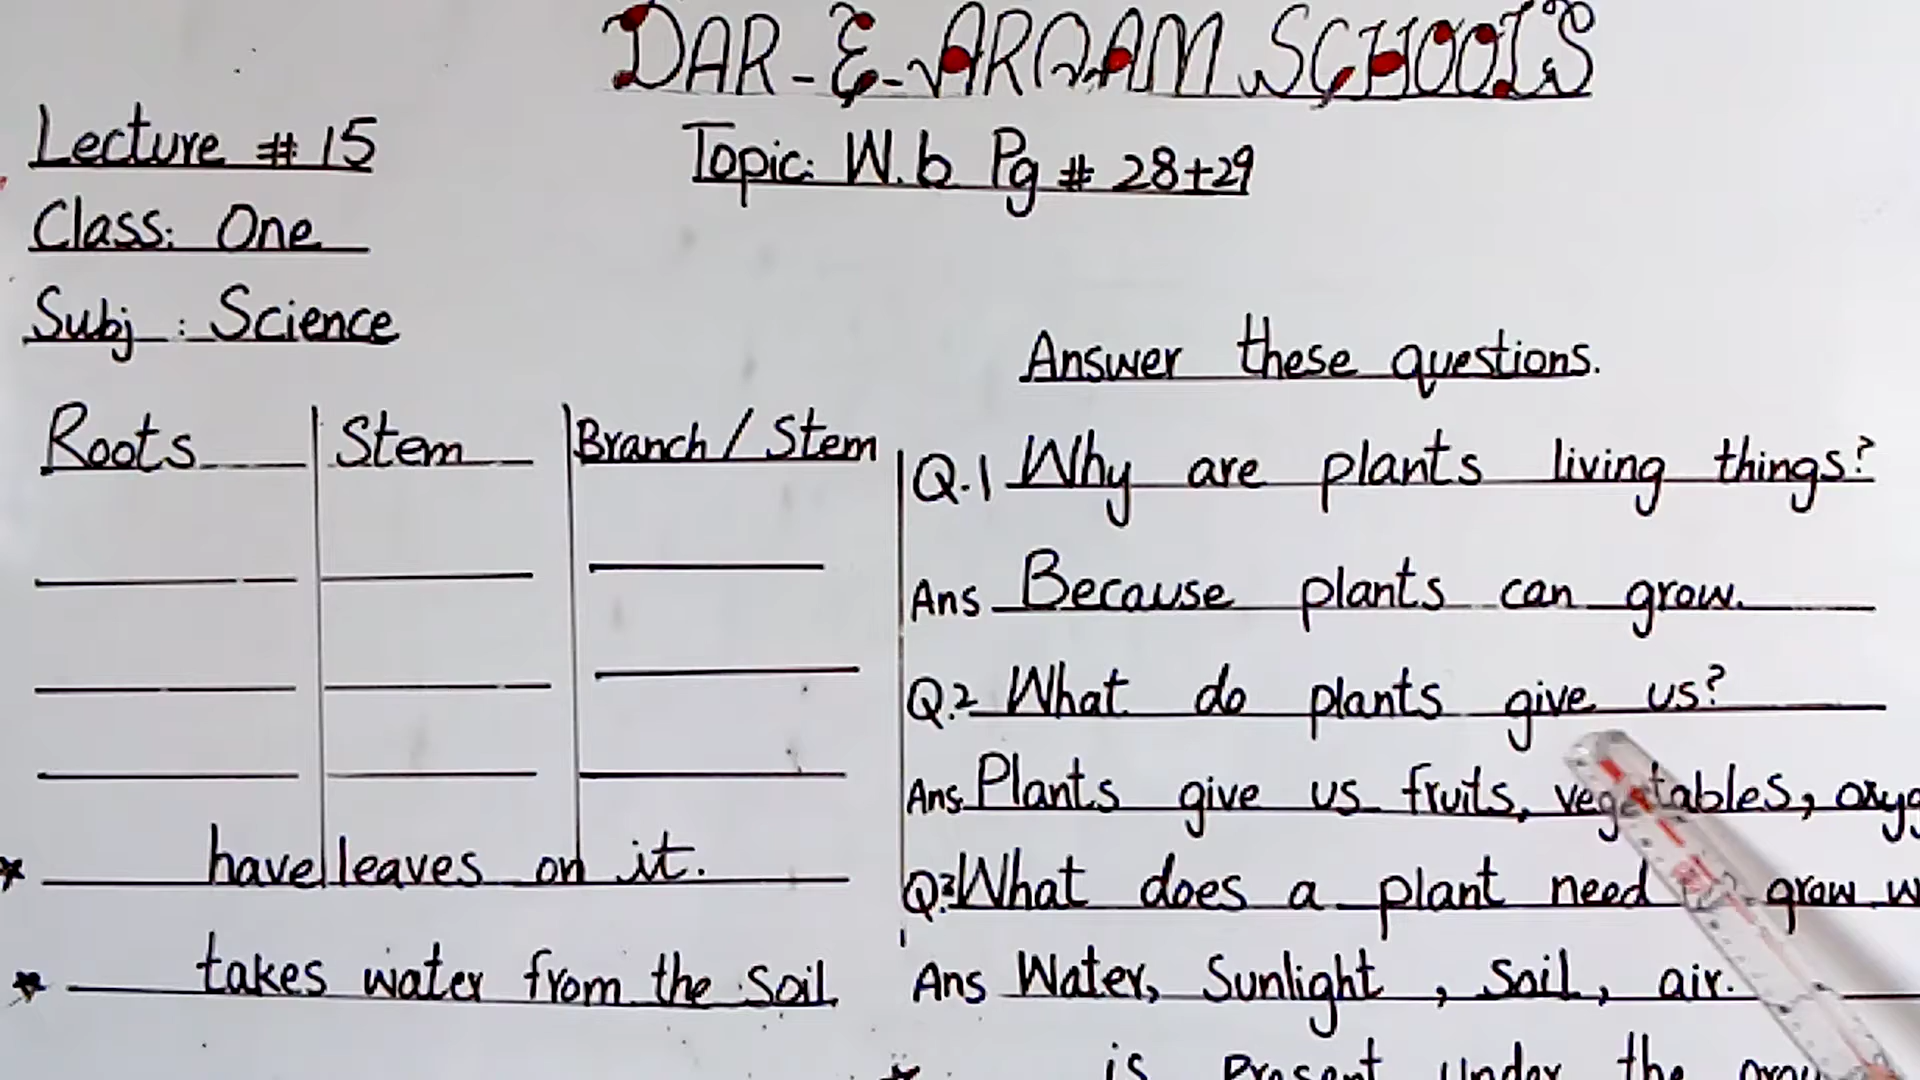 DAR-E-ARQAM SCHOOLS
Lecture # 15
Topic: W.b Pg # 28+29
Class: One
Subj: Science
Answer these questions.
Roots Stem Branch / Stem
Q.1 Why are plants living things?
Ans Because plants can grow.
Q.2 What do plants give us?
Ans. Plants give us fruits, vegetables,
have leaves on it.
Q.3 What does a plant need grow
takes water from the soil.
Ans Water, Sunlight, Soil, air.
is Present under the